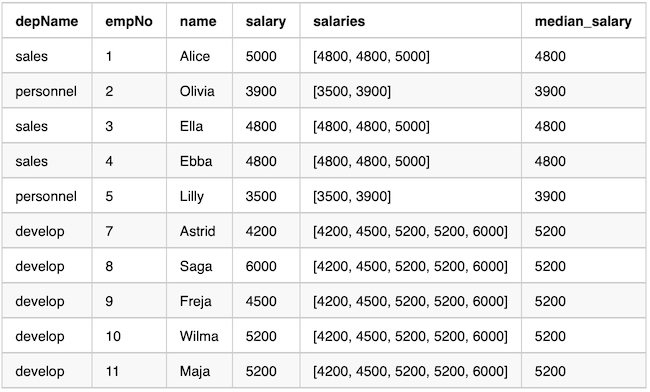 depName empNo name salary salaries median_salary
sales 1 Alice 5000 [4800, 4800, 5000] 4800
personnel 2 Olivia 3900 [3500, 3900] 3900
sales 3 Ella 4800 [4800, 4800, 5000] 4800
sales 4 Ebba 4800 [4800, 4800, 5000] 4800
personnel 5 Lilly 3500 [3500, 3900] 3900
develop 7 Astrid 4200 [4200, 4500, 5200, 5200, 6000] 5200
develop 8 Saga 6000 [4200, 4500, 5200, 5200, 6000] 5200
develop 9 Freja 4500 [4200, 4500, 5200, 5200, 6000] 5200
develop 10 Wilma 5200 [4200, 4500, 5200, 5200, 6000] 5200
develop 11 Maja 5200 [4200, 4500, 5200, 5200, 6000] 5200